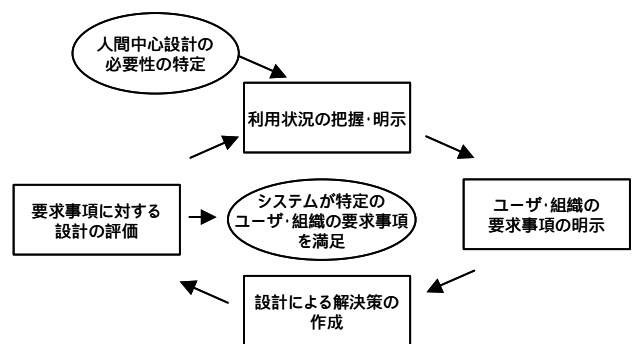 人間中心設計の
必要性の特定
利用状況の把握･明示
要求事項に対する
設計の評価
システムが特定の
ユーザ･組織の要求事項
を満足
ユーザ･組織の
要求事項の明示
設計による解決策の
作成